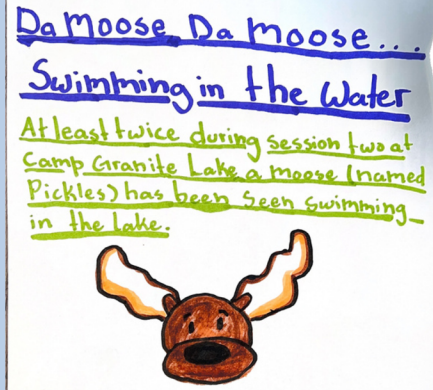 Da Moose Da Moose...
Swimming in the Water
At least twice during session two at
Camp Granite Lake a moose (named
Pickles) has been seen swimming
in the lake.